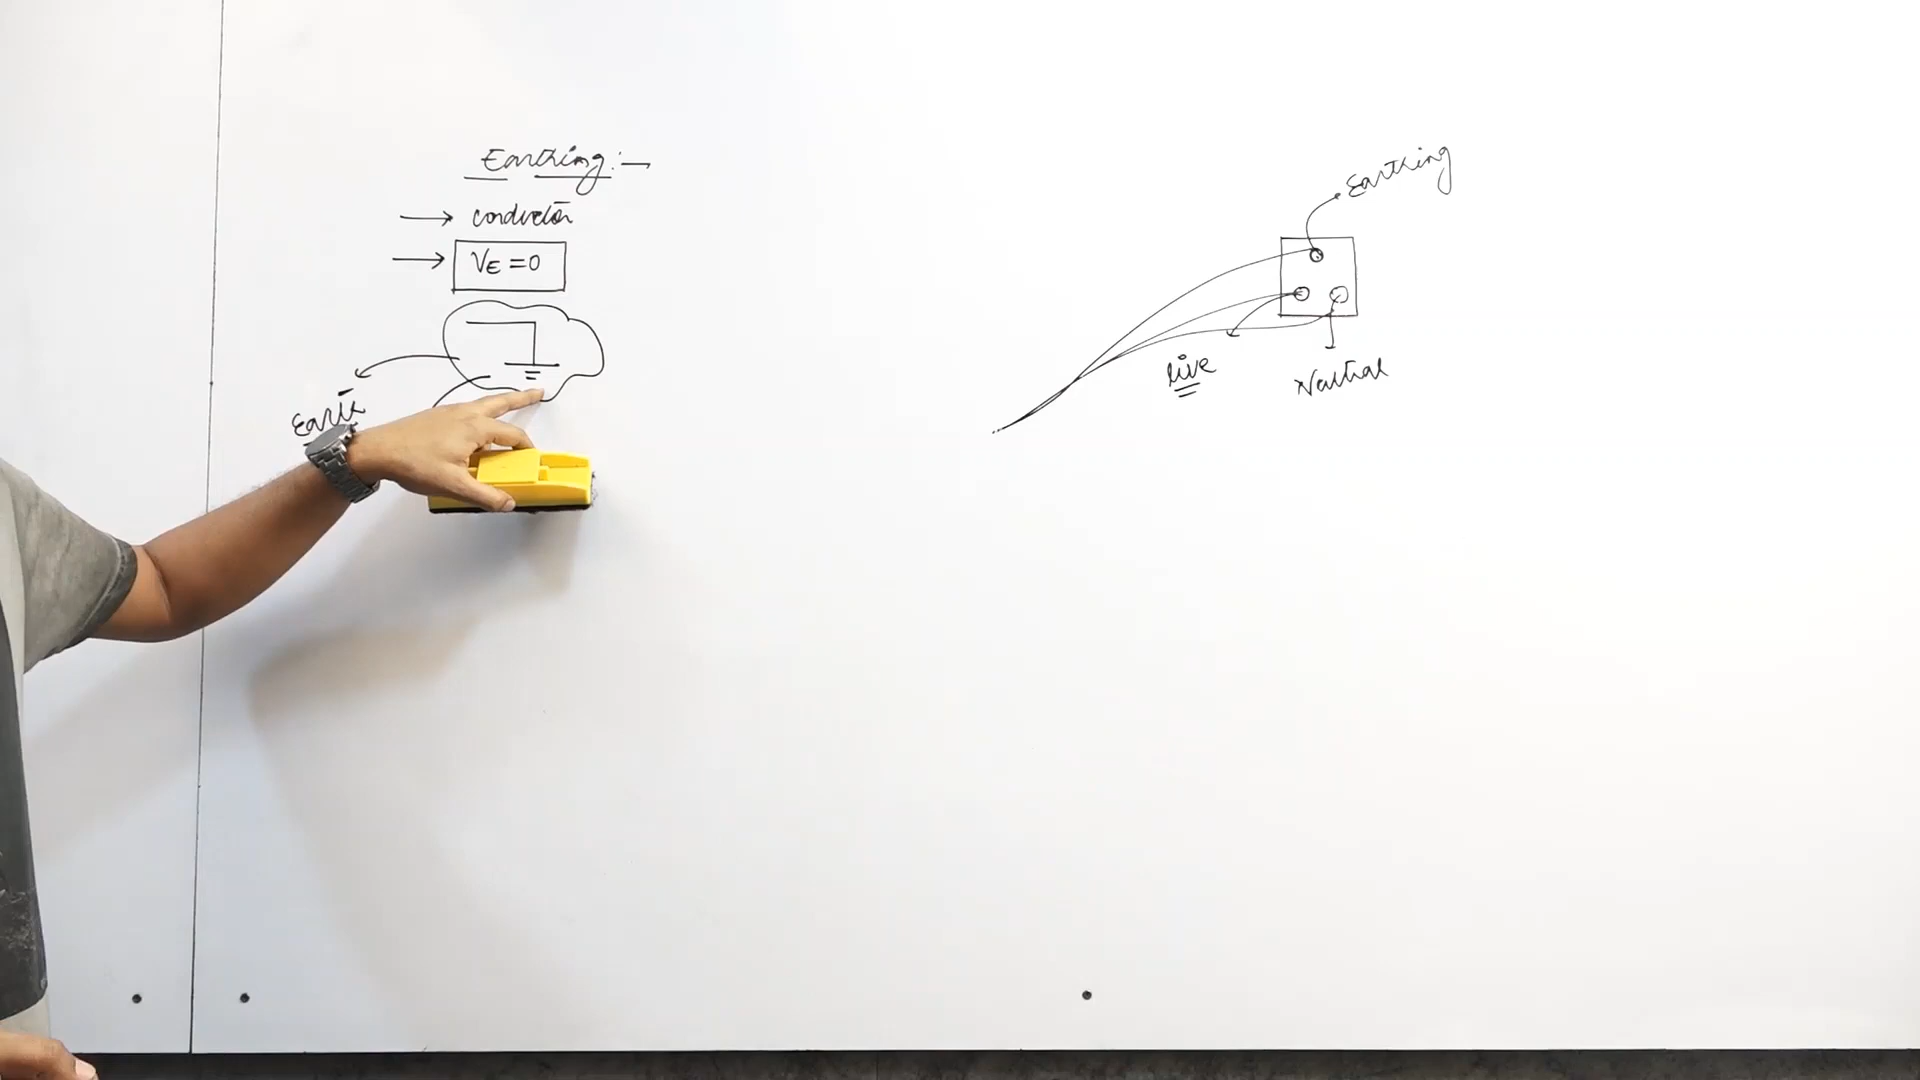 Earthing :-
→ conductor
→ VE = 0
Earth
Earthing
live
Neutral